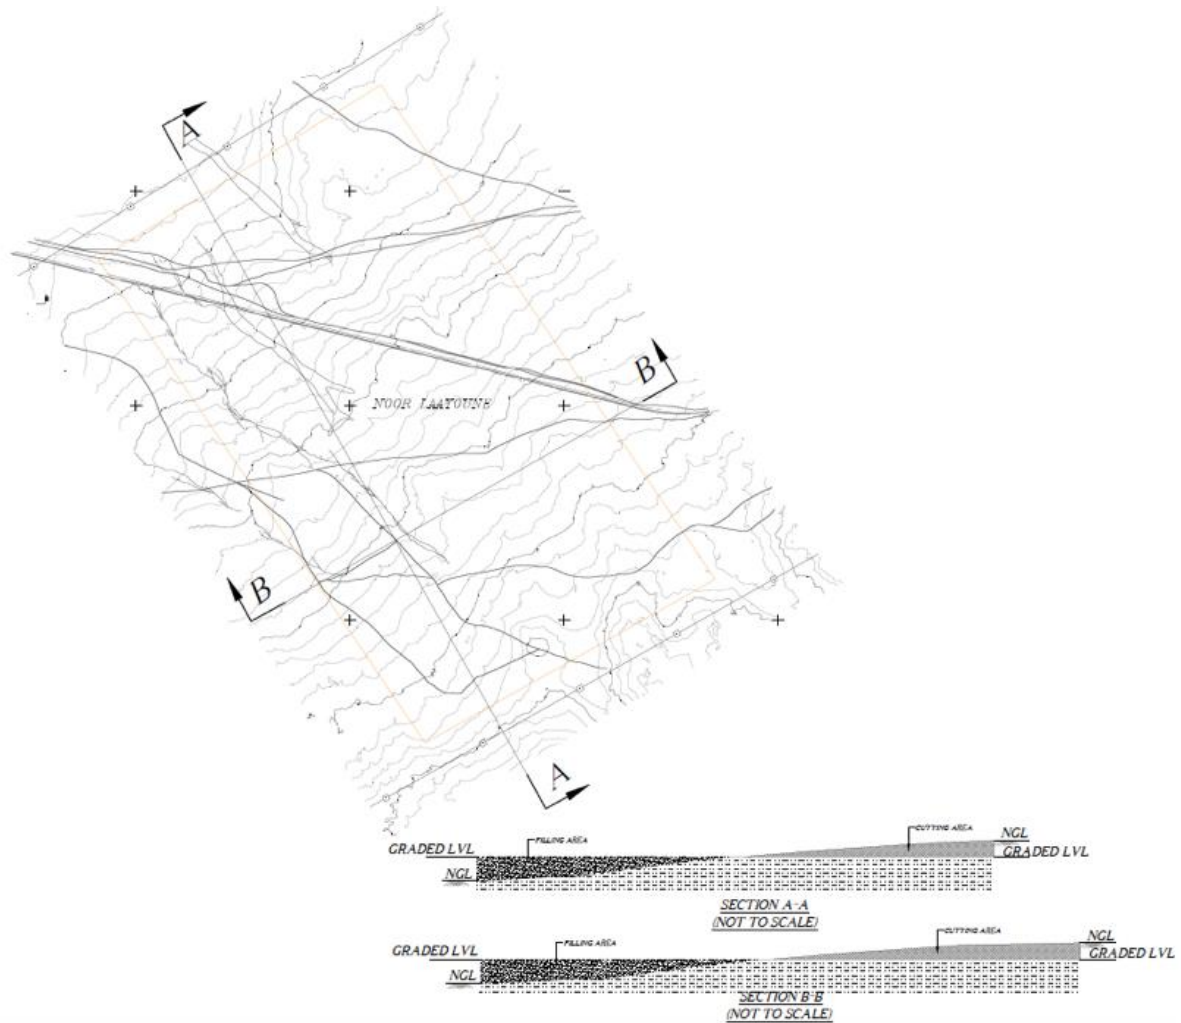 A
B
NOOR LAAYOUNE
B
A
FILLING AREA
CUTTING AREA
NGL
GRADED LVL
GRADED LVL
NGL
SECTION A-A
(NOT TO SCALE)
FILLING AREA
CUTTING AREA
NGL
GRADED LVL
GRADED LVL
NGL
SECTION B-B
(NOT TO SCALE)